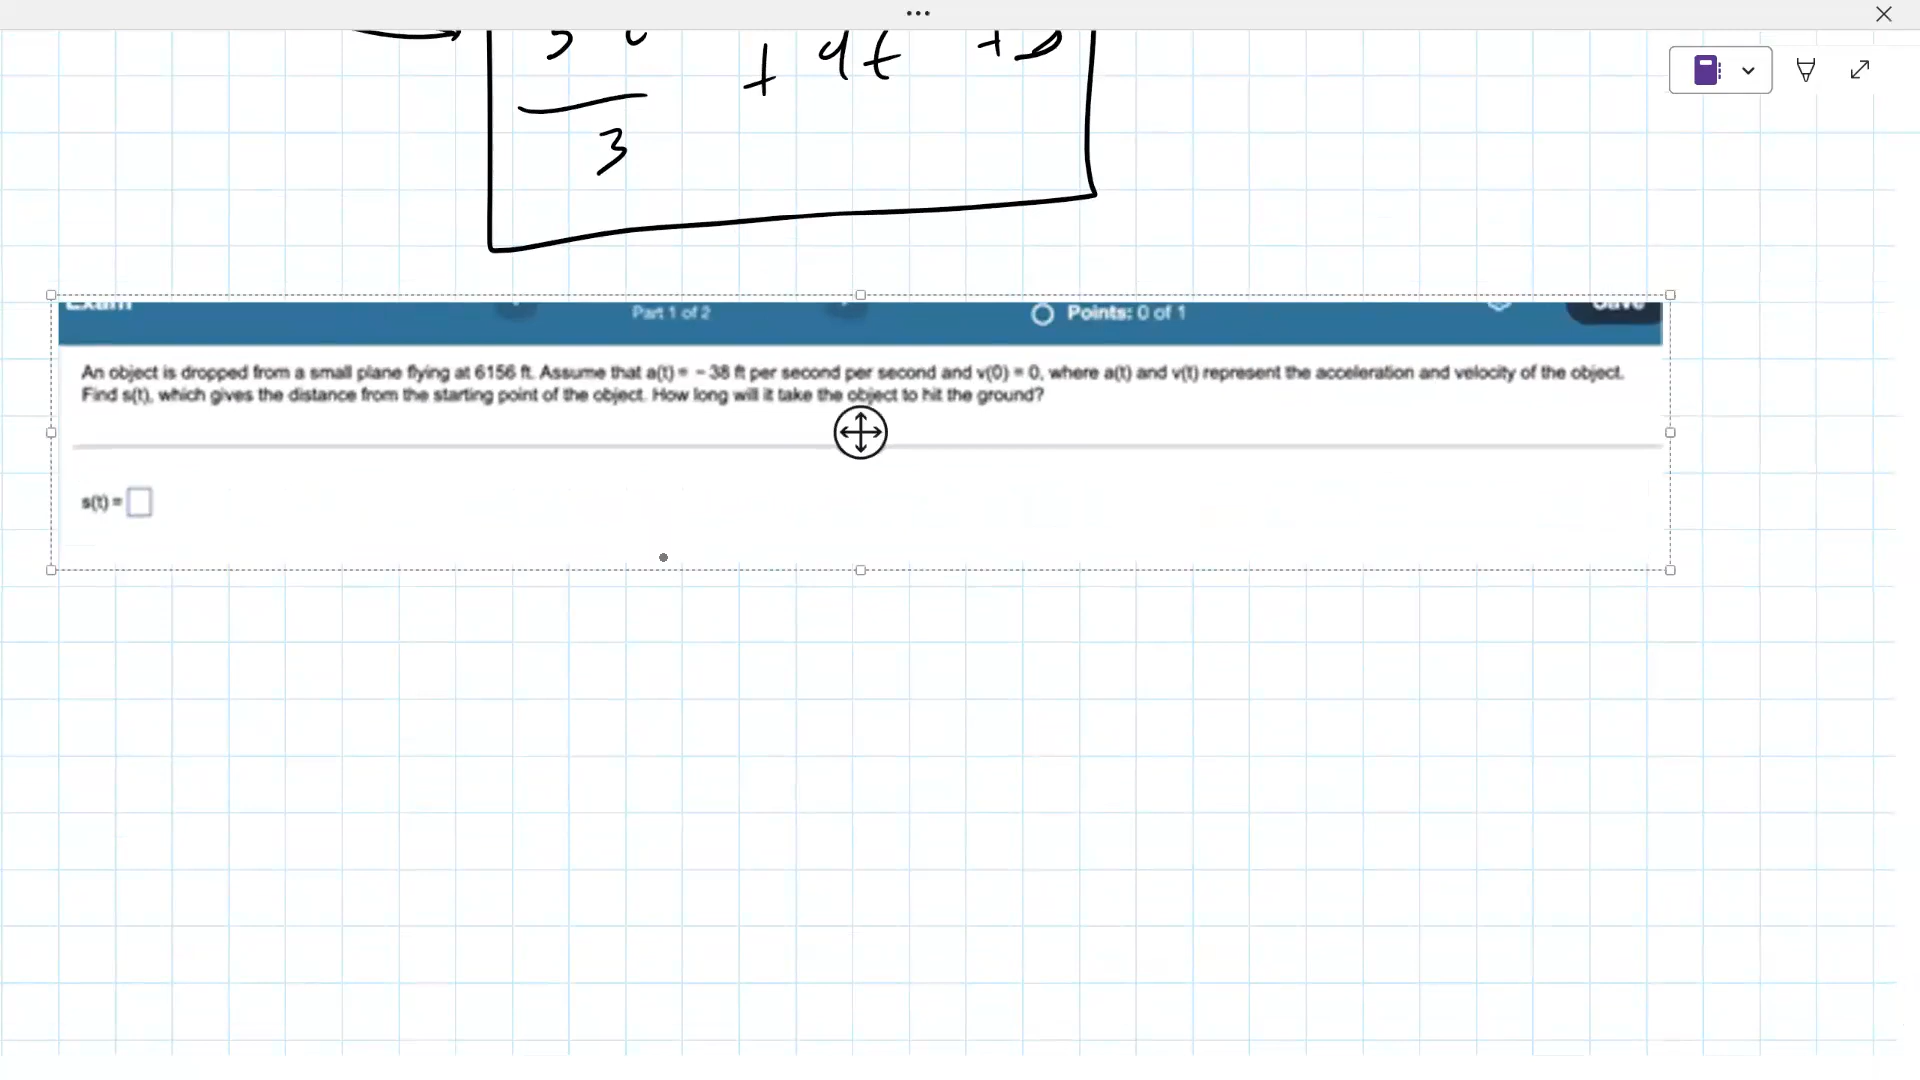 3
+ 4t
3
Exam
Part 1 of 2
Points: 0 of 1
Save
An object is dropped from a small plane flying at 6156 ft. Assume that a(t) = − 38 ft per second per second and v(0) = 0, where a(t) and v(t) represent the acceleration and velocity of the object.
Find s(t), which gives the distance from the starting point of the object. How long will it take the object to hit the ground?
s(t) =